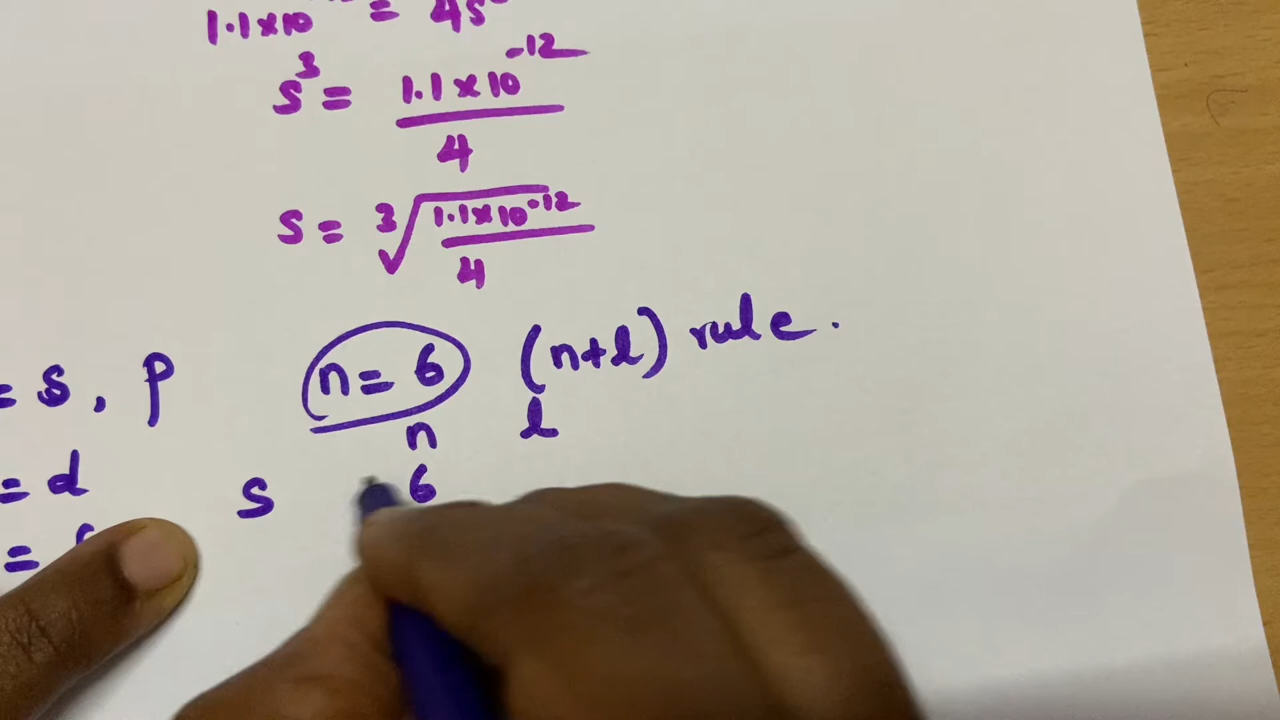 1.1×10 = 4s
s³ = 1.1×10⁻¹² / 4
s = ³√(1.1×10⁻¹² / 4)
= s, p n = 6 (n+l) rule.
n l
= d s 6
=